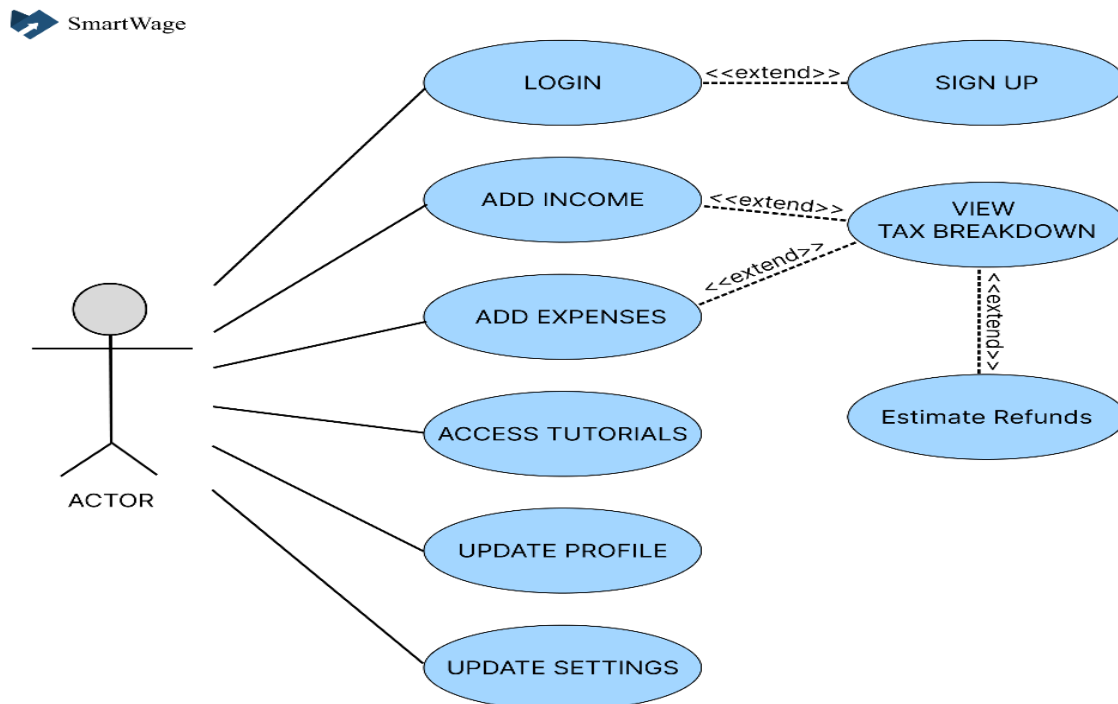 SmartWage
LOGIN
<<extend>>
SIGN UP
ADD INCOME
<<extend>>
VIEW
TAX BREAKDOWN
<<extend>>
ADD EXPENSES
<<extend>>
Estimate Refunds
ACCESS TUTORIALS
ACTOR
UPDATE PROFILE
UPDATE SETTINGS